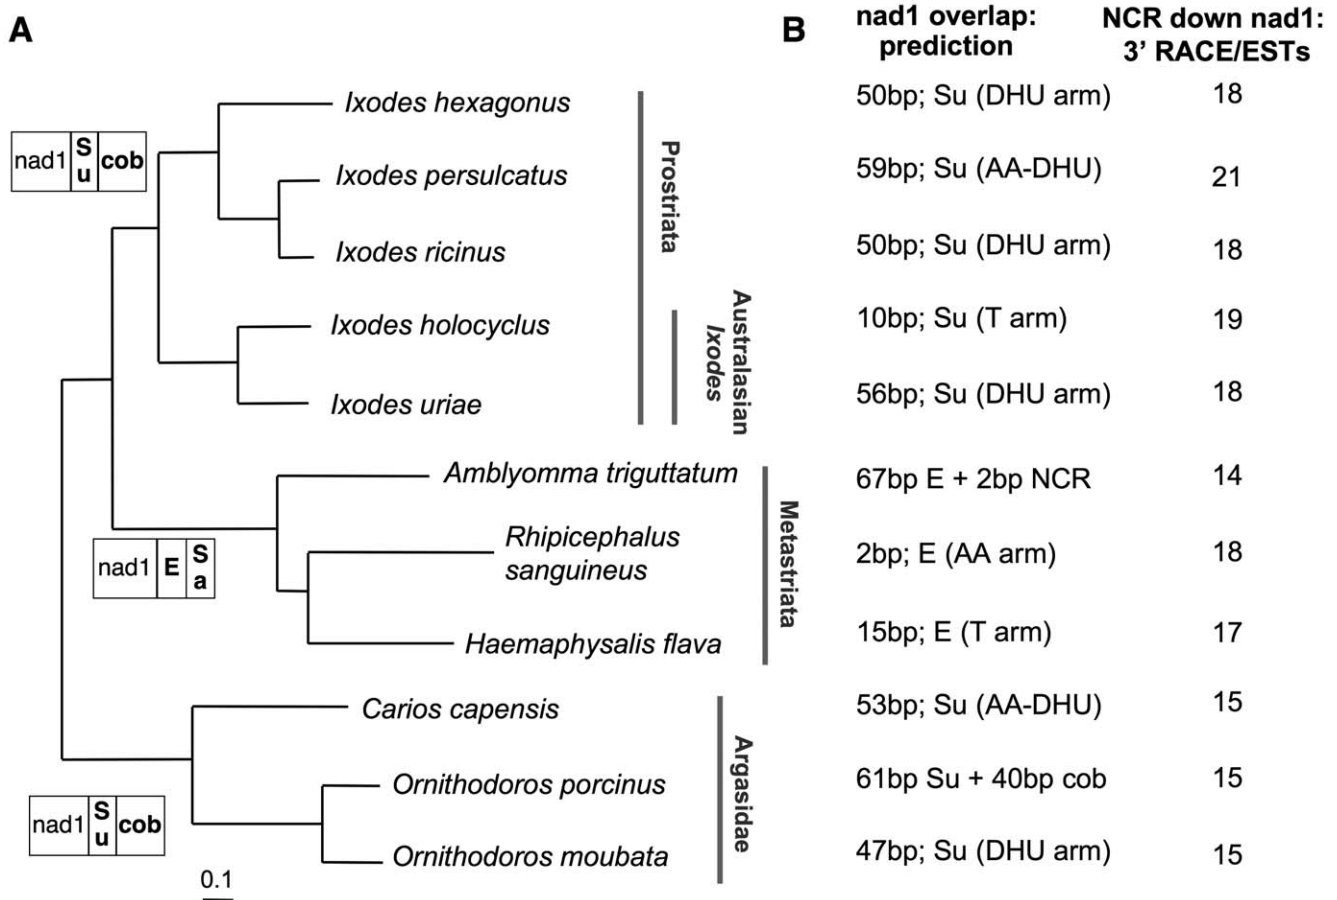 A
B
nad1 overlap:
prediction
NCR down nad1:
3’ RACE/ESTs
Ixodes hexagonus
50bp; Su (DHU arm)
18
nad1
S
u
cob
Ixodes persulcatus
59bp; Su (AA-DHU)
21
Prostriata
Ixodes ricinus
50bp; Su (DHU arm)
18
Ixodes holocyclus
10bp; Su (T arm)
19
Australasian
Ixodes
Ixodes uriae
56bp; Su (DHU arm)
18
Amblyomma triguttatum
67bp E + 2bp NCR
14
nad1
E
S
a
Rhipicephalus
sanguineus
2bp; E (AA arm)
18
Metastriata
Haemaphysalis flava
15bp; E (T arm)
17
Carios capensis
53bp; Su (AA-DHU)
15
Ornithodoros porcinus
61bp Su + 40bp cob
15
Argasidae
nad1
S
u
cob
Ornithodoros moubata
47bp; Su (DHU arm)
15
0.1